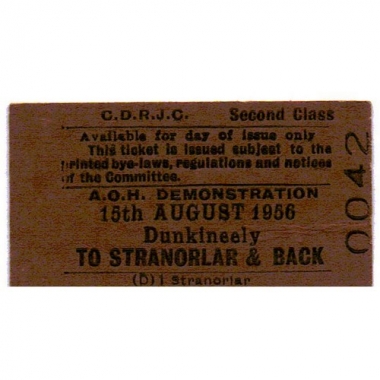 C.D.R.J.C. Second Class
Available for day of issue only
This ticket is issued subject to the
printed bye-laws, regulations and notices
of the Committee.
A.O.H. DEMONSTRATION
15th AUGUST 1956
Dunkineely
TO STRANORLAR & BACK
(D)1 Stranorlar
0042